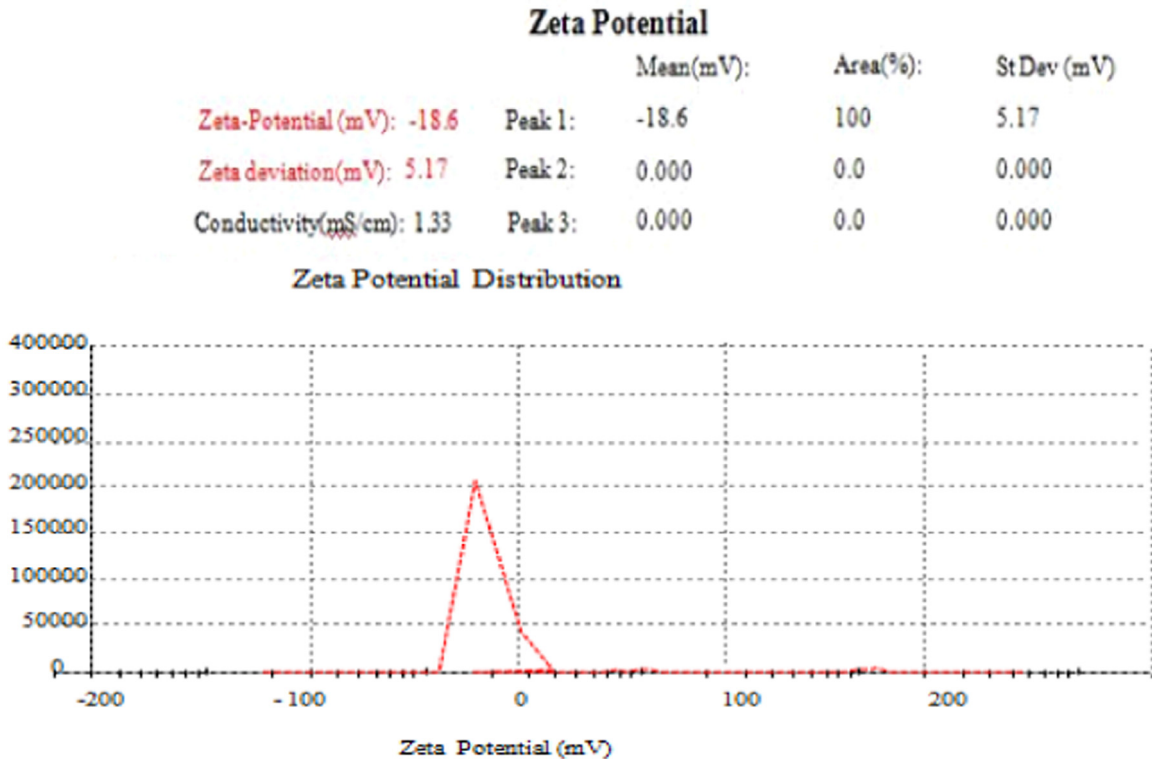 Zeta Potential
Mean(mV): Area(%): St Dev (mV)
Zeta-Potential (mV): -18.6 Peak 1: -18.6 100 5.17
Zeta deviation(mV): 5.17 Peak 2: 0.000 0.0 0.000
Conductivity(mS/cm): 1.33 Peak 3: 0.000 0.0 0.000
Zeta Potential Distribution
400000
300000
250000
200000
150000
100000
50000
0
-200 -100 0 100 200
Zeta Potential (mV)